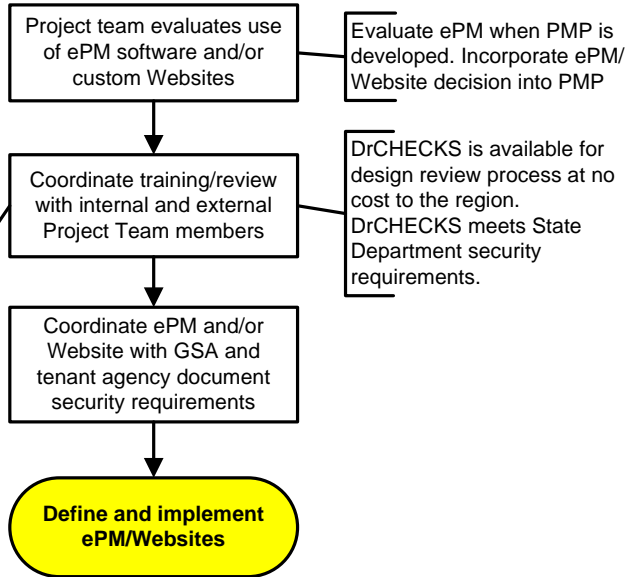 Project team evaluates use
of ePM software and/or
custom Websites
Evaluate ePM when PMP is
developed. Incorporate ePM/
Website decision into PMP
Coordinate training/review
with internal and external
Project Team members
DrCHECKS is available for
design review process at no
cost to the region.
DrCHECKS meets State
Department security
requirements.
Coordinate ePM and/or
Website with GSA and
tenant agency document
security requirements
Define and implement
ePM/Websites